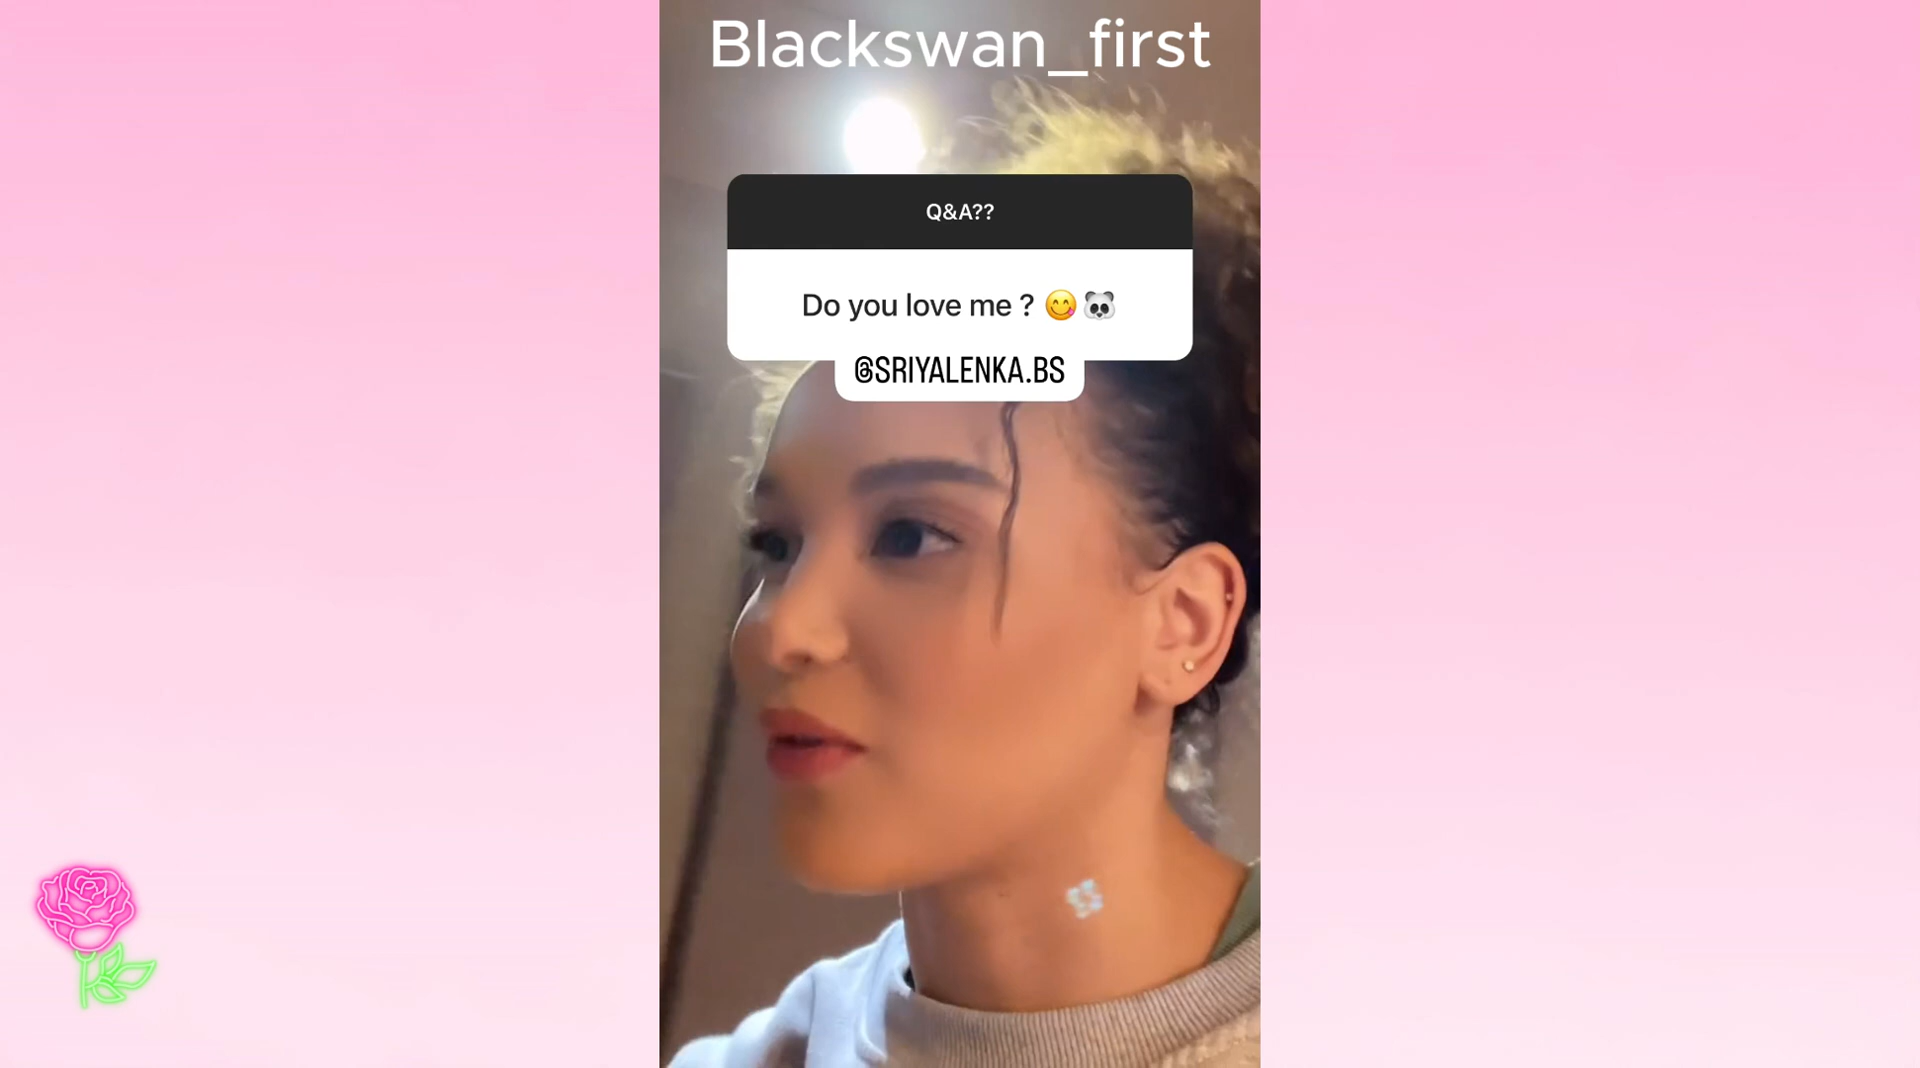 Blackswan_first
Q&A??
Do you love me ? 😋🐼
@SRIYALENKA.BS